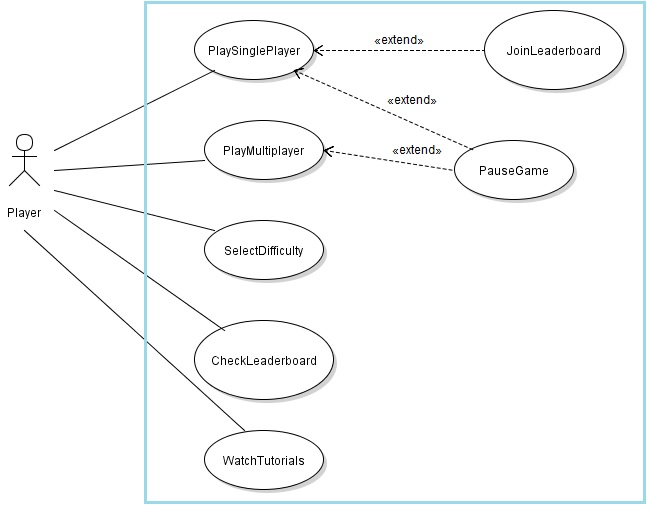 PlaySinglePlayer
«extend»
JoinLeaderboard
«extend»
PlayMultiplayer
«extend»
PauseGame
Player
SelectDifficulty
CheckLeaderboard
WatchTutorials